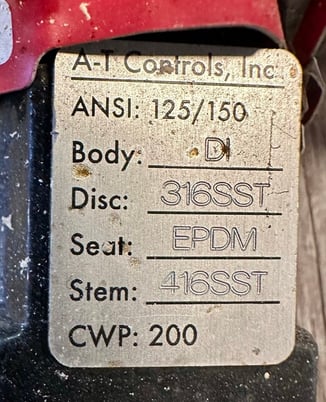 A-T Controls, Inc
ANSI: 125/150
Body: DI
Disc: 316SST
Seat: EPDM
Stem: 416SST
CWP: 200